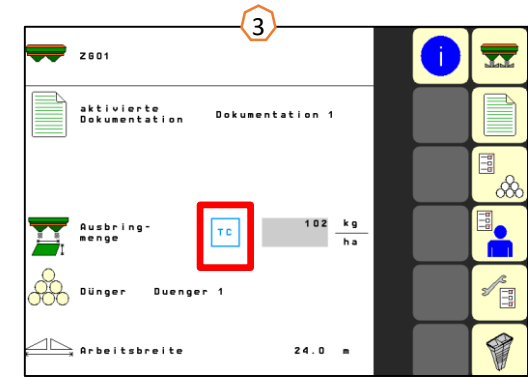 3
ZG01
i
aktivierte
Dokumentation Dokumentation 1
Ausbring-
menge TC 102 kg
ha
Dünger Duenger 1
Arbeitsbreite 24.0 m